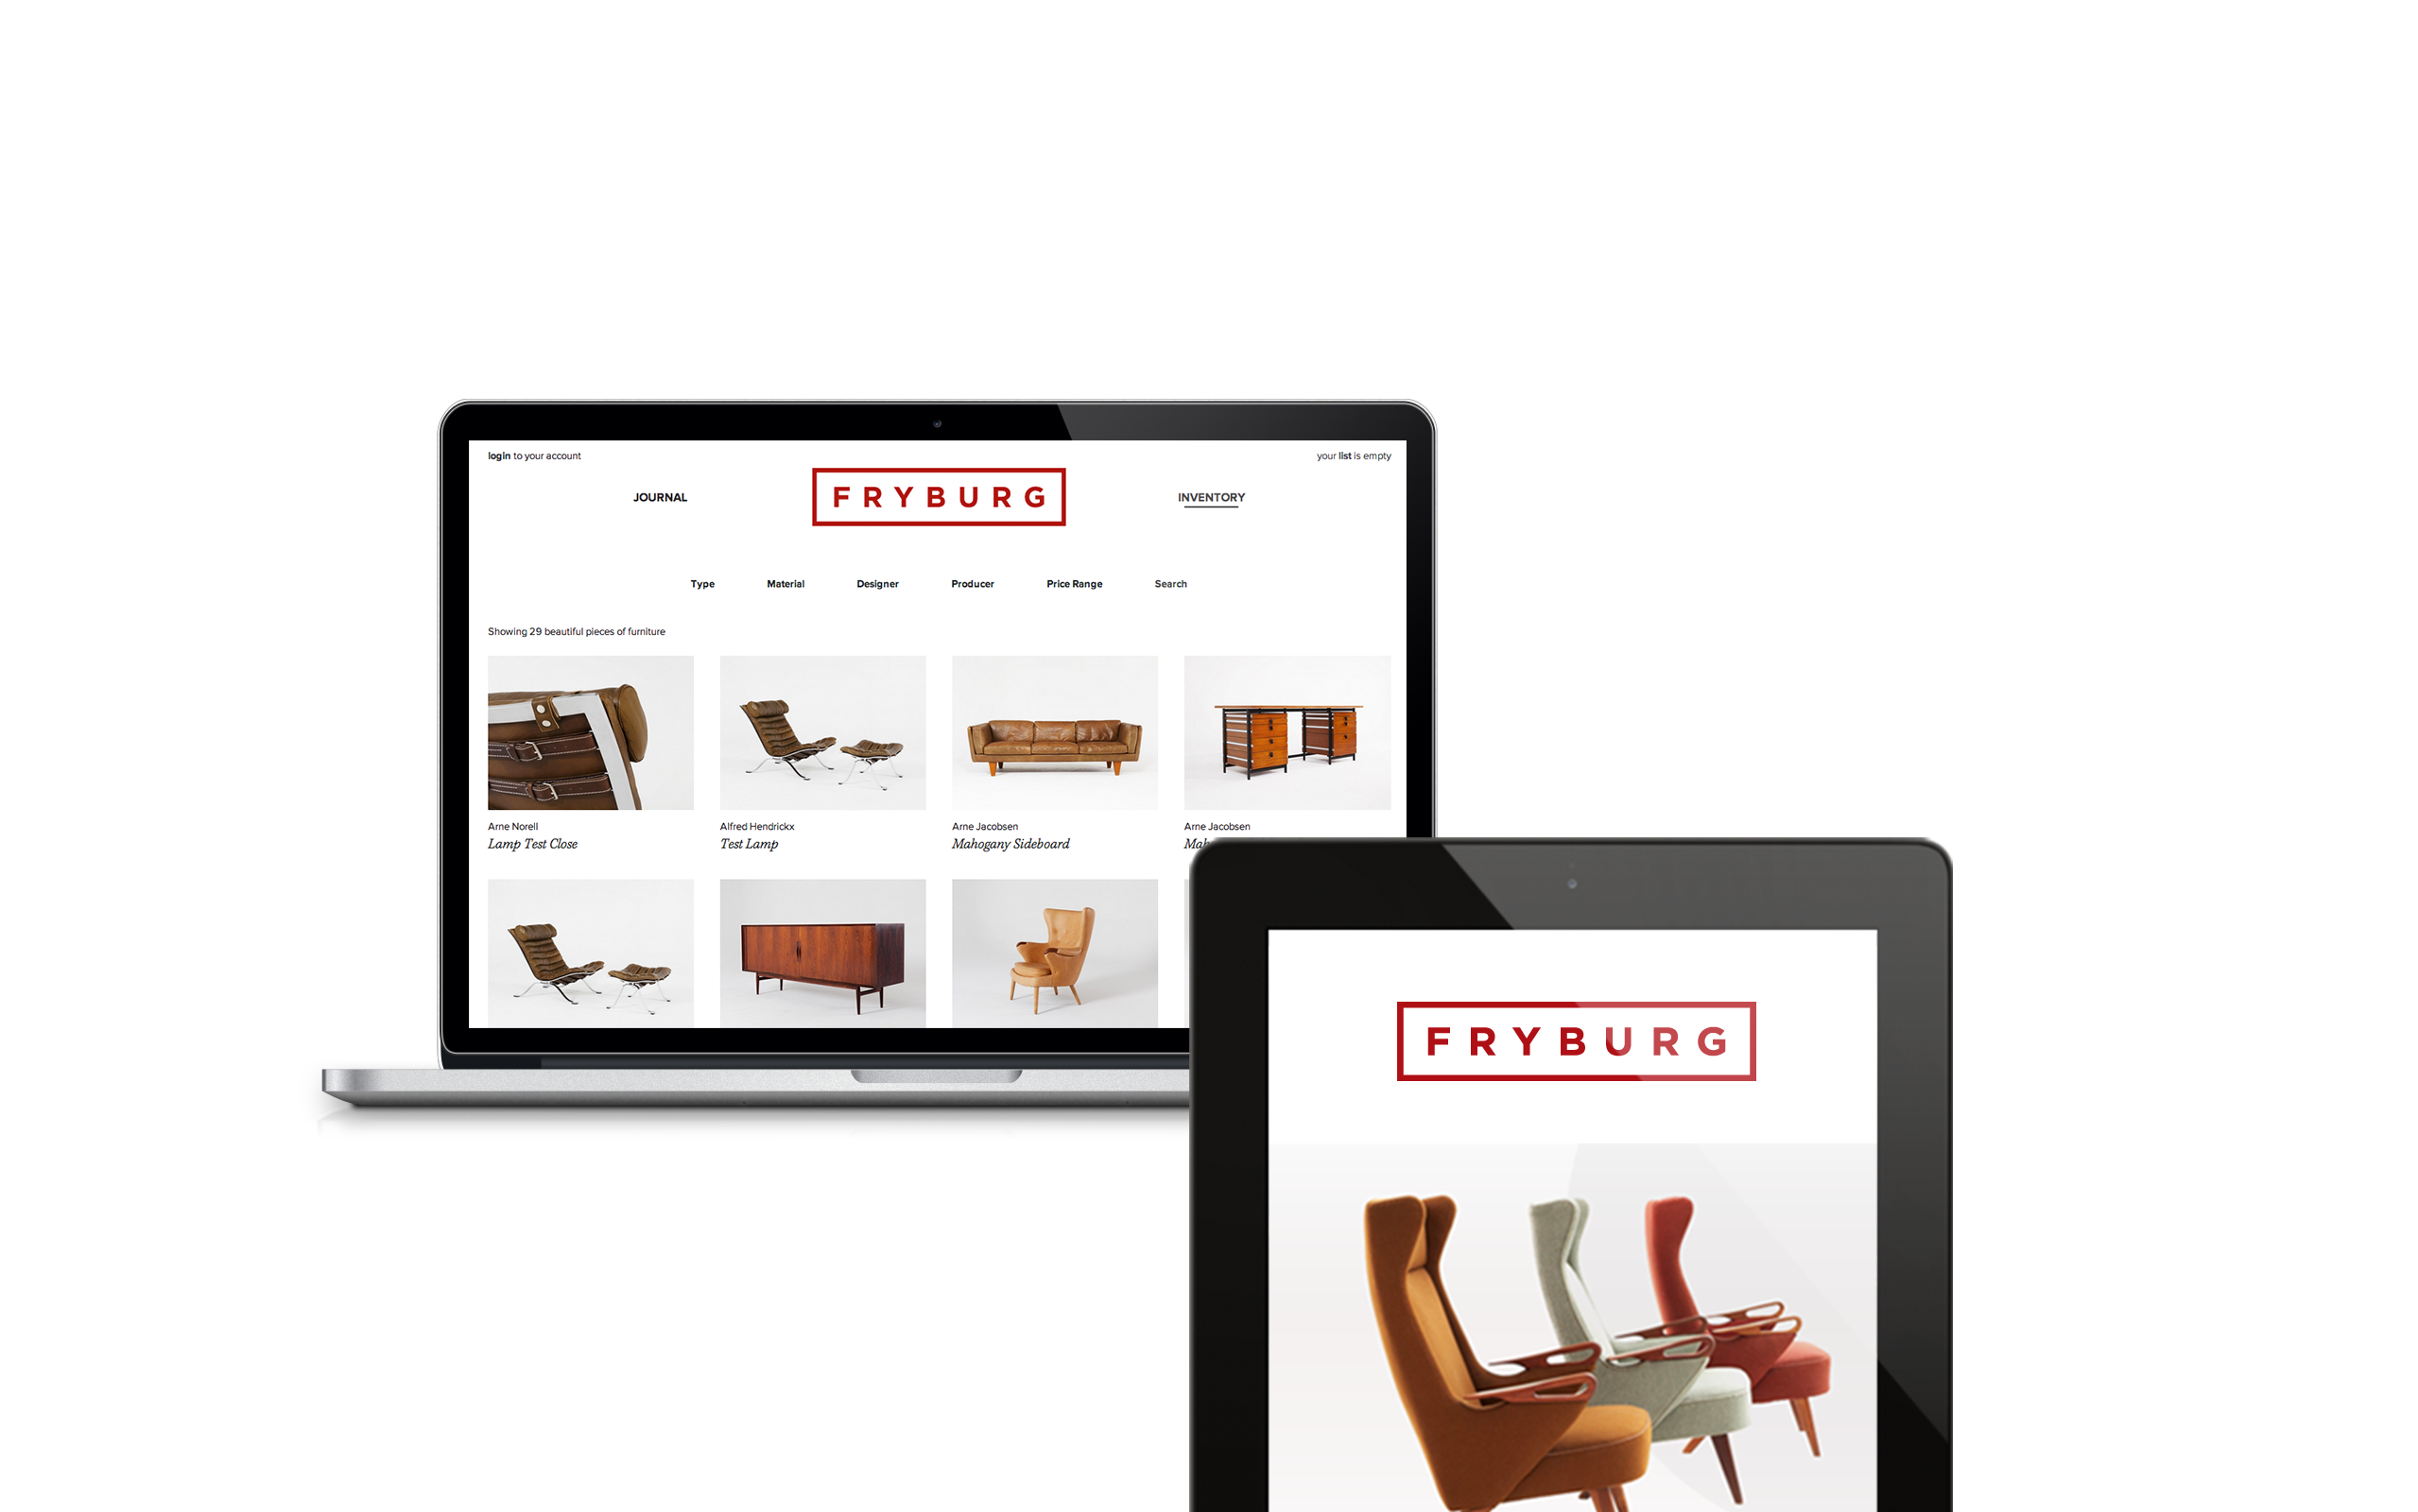 login to your account
your list is empty
JOURNAL
FRYBURG
INVENTORY
Type Material Designer Producer Price Range Search
Showing 29 beautiful pieces of furniture
Arne Norell
Lamp Test Close
Alfred Hendrickx
Test Lamp
Arne Jacobsen
Mahogany Sideboard
Arne Jacobsen
FRYBURG